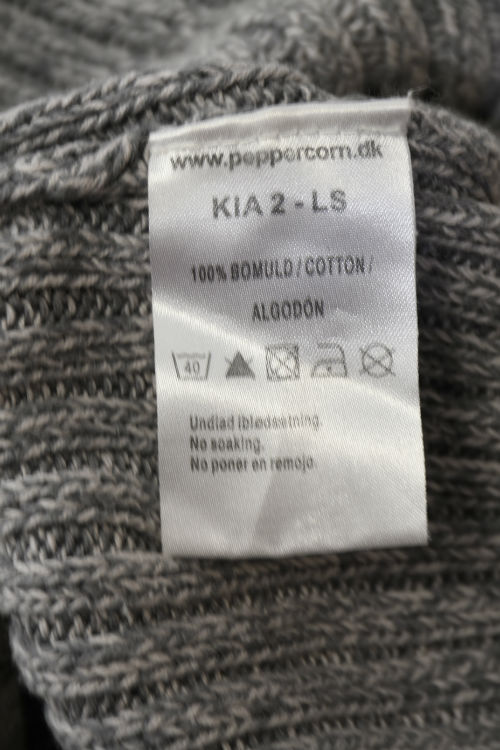 www.peppercorn.dk
KIA 2 - LS
100% BOMULD / COTTON /
ALGODÓN
40
Undlad iblødsætning.
No soaking.
No poner en remojo.